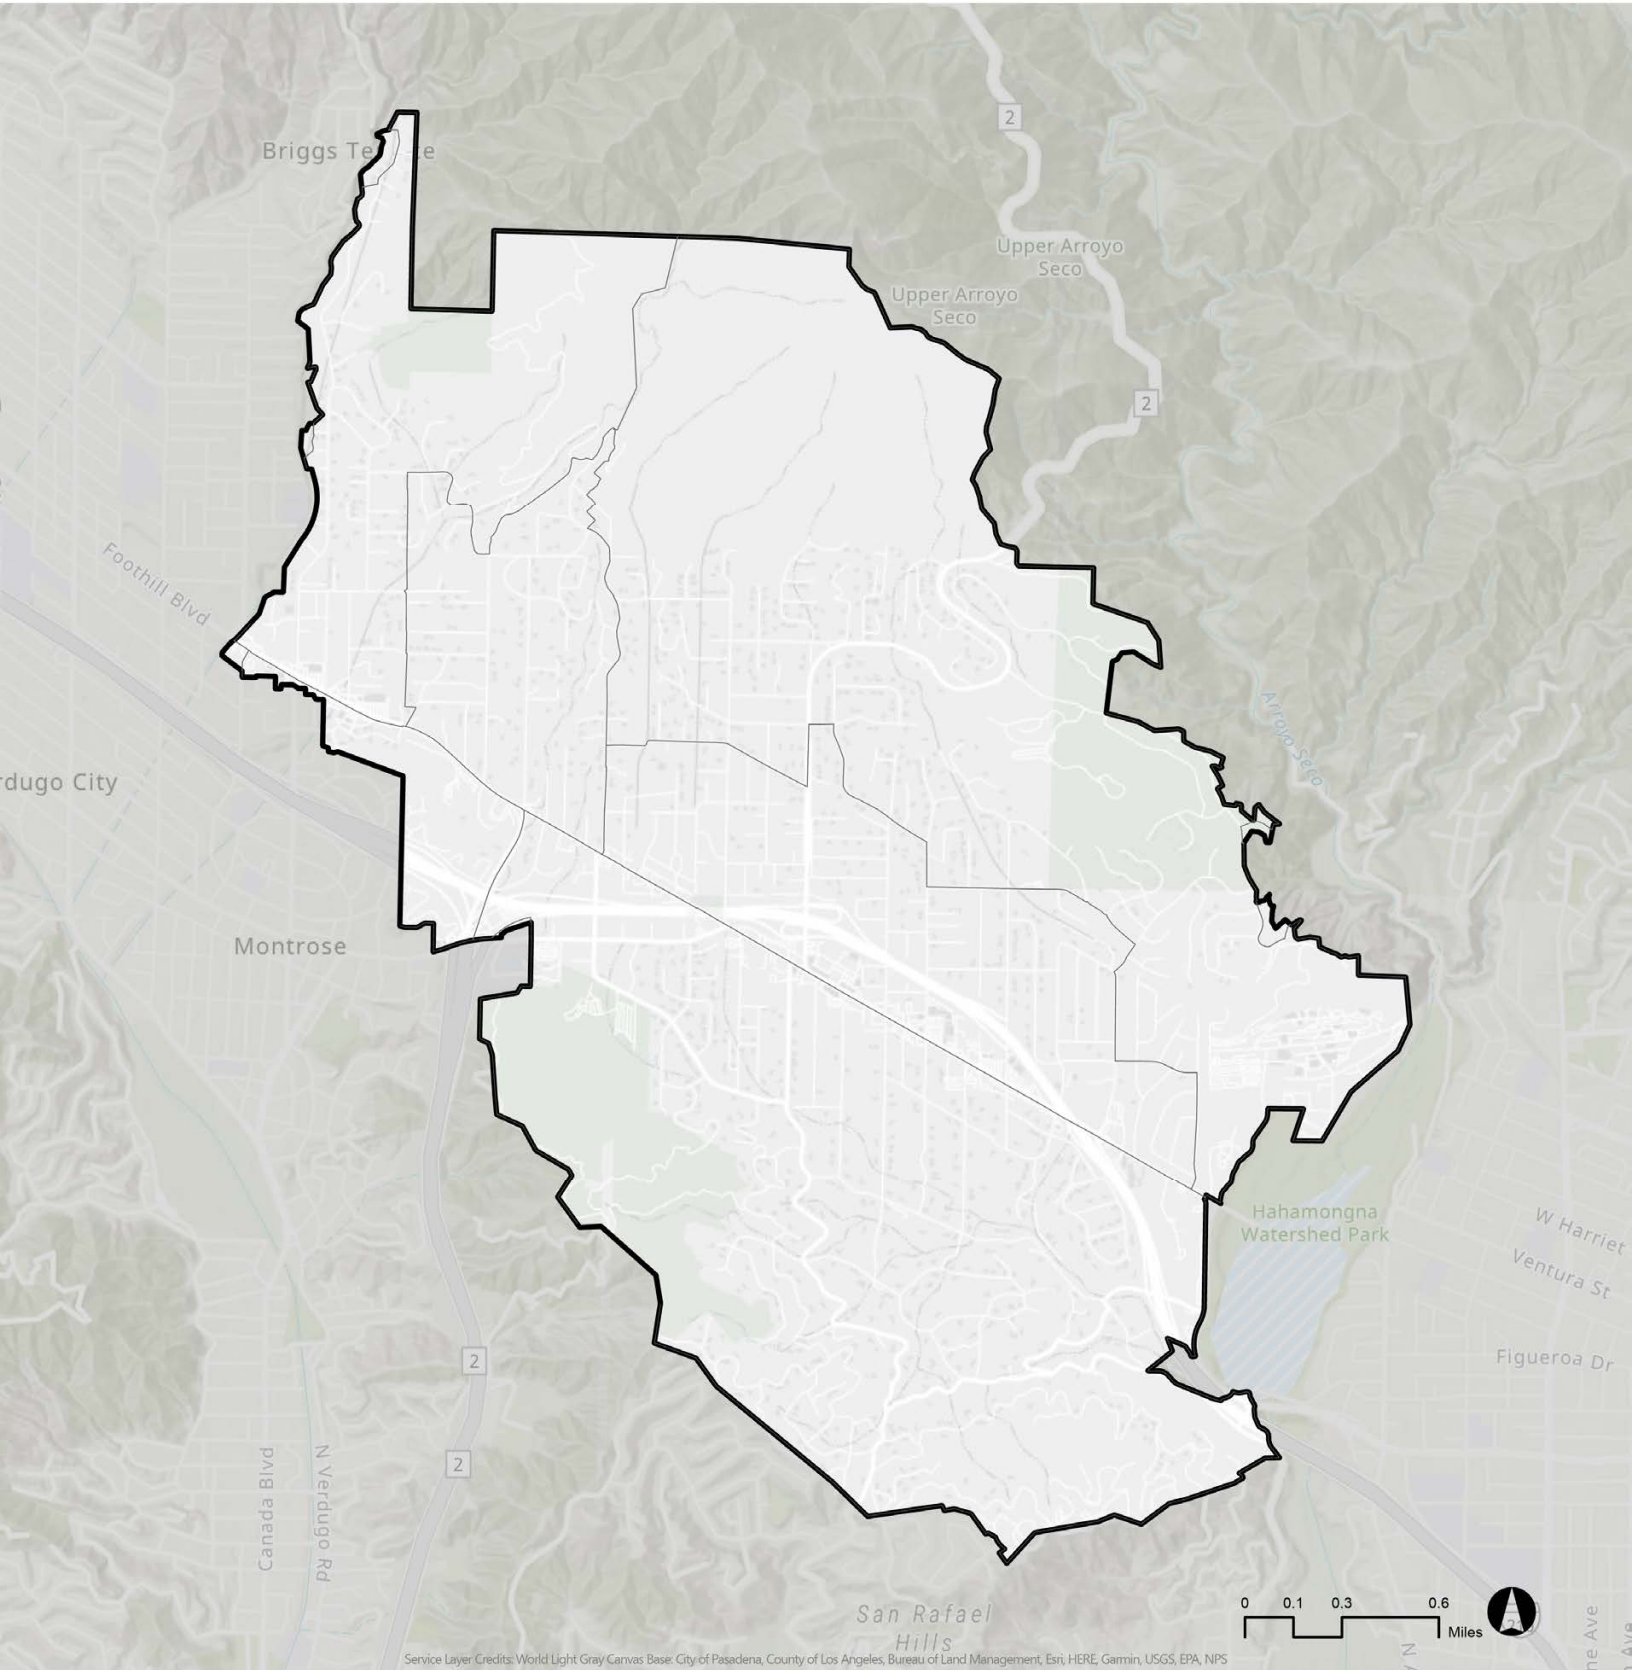 2
Briggs Te
e
Upper Arroyo
Seco
Upper Arroyo
Seco
2
Foothill Blvd
Arroyo Seco
rdugo City
Montrose
Hahamongna
Watershed Park
W Harriet
Ventura St
Figueroa Dr
2
2
Canada Blvd
N Verdugo Rd
San Rafael
Hills
0 0.1 0.3 0.6
Miles
N
ne Ave
Ave
Service Layer Credits: World Light Gray Canvas Base: City of Pasadena, County of Los Angeles, Bureau of Land Management, Esri, HERE, Garmin, USGS, EPA, NPS